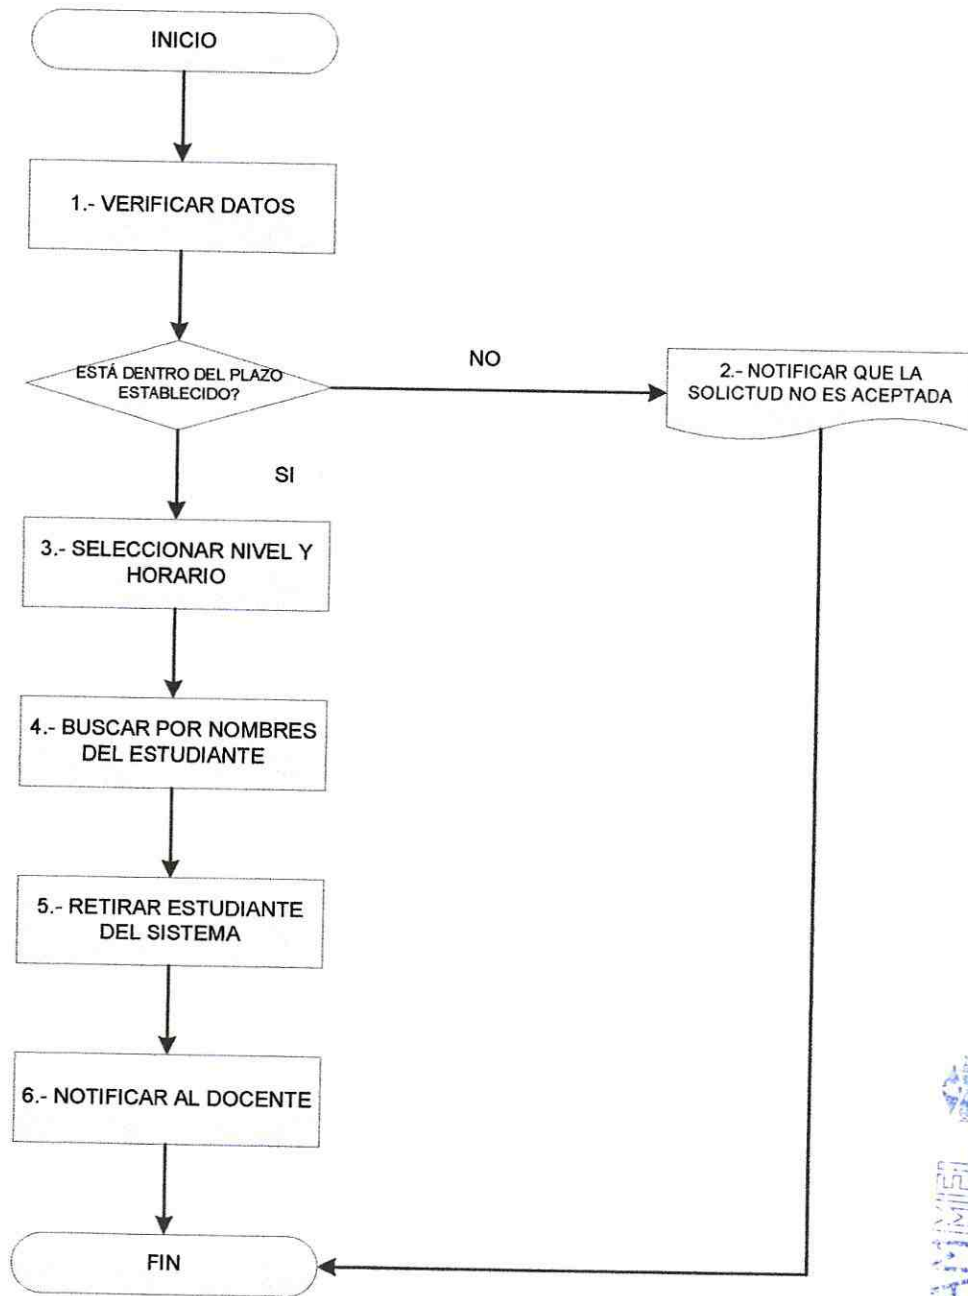 INICIO
1.- VERIFICAR DATOS
ESTÁ DENTRO DEL PLAZO
ESTABLECIDO?
NO
2.- NOTIFICAR QUE LA
SOLICTUD NO ES ACEPTADA
SI
3.- SELECCIONAR NIVEL Y
HORARIO
4.- BUSCAR POR NOMBRES
DEL ESTUDIANTE
5.- RETIRAR ESTUDIANTE
DEL SISTEMA
6.- NOTIFICAR AL DOCENTE
FIN